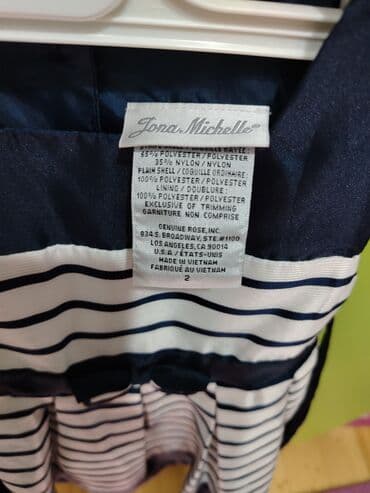 Jona Michelle
65% POLYESTER / POLYESTER
35% NYLON / NYLON
PLAIN SHELL / COQUILLE ORDINAIRE:
100% POLYESTER / POLYESTER
LINING / DOUBLURE:
100% POLYESTER / POLYESTER
EXCLUSIVE OF TRIMMING
GARNITURE NON COMPRISE
GENUINE ROSE, INC.
834 S. BROADWAY, STE. #1100
LOS ANGELES, CA 90014
U.S.A / ÉTATS-UNIS
MADE IN VIETNAM
FABRIQUÉ AU VIETNAM
2